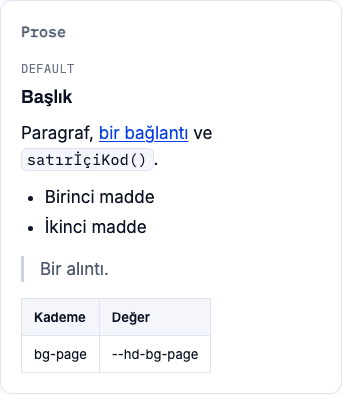 Prose
DEFAULT
Başlık
Paragraf, bir bağlantı ve
satırİçiKod().
• Birinci madde
• İkinci madde
Bir alıntı.
Kademe Değer
bg-page --hd-bg-page